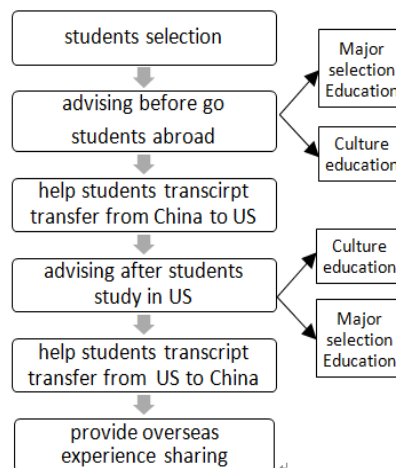 students selection
advising before go
students abroad
Major
selection
Education
Culture
education
help students transcirpt
transfer from China to US
advising after students
study in US
Culture
education
Major
selection
Education
help students transcript
transfer from US to China
provide overseas
experience sharing